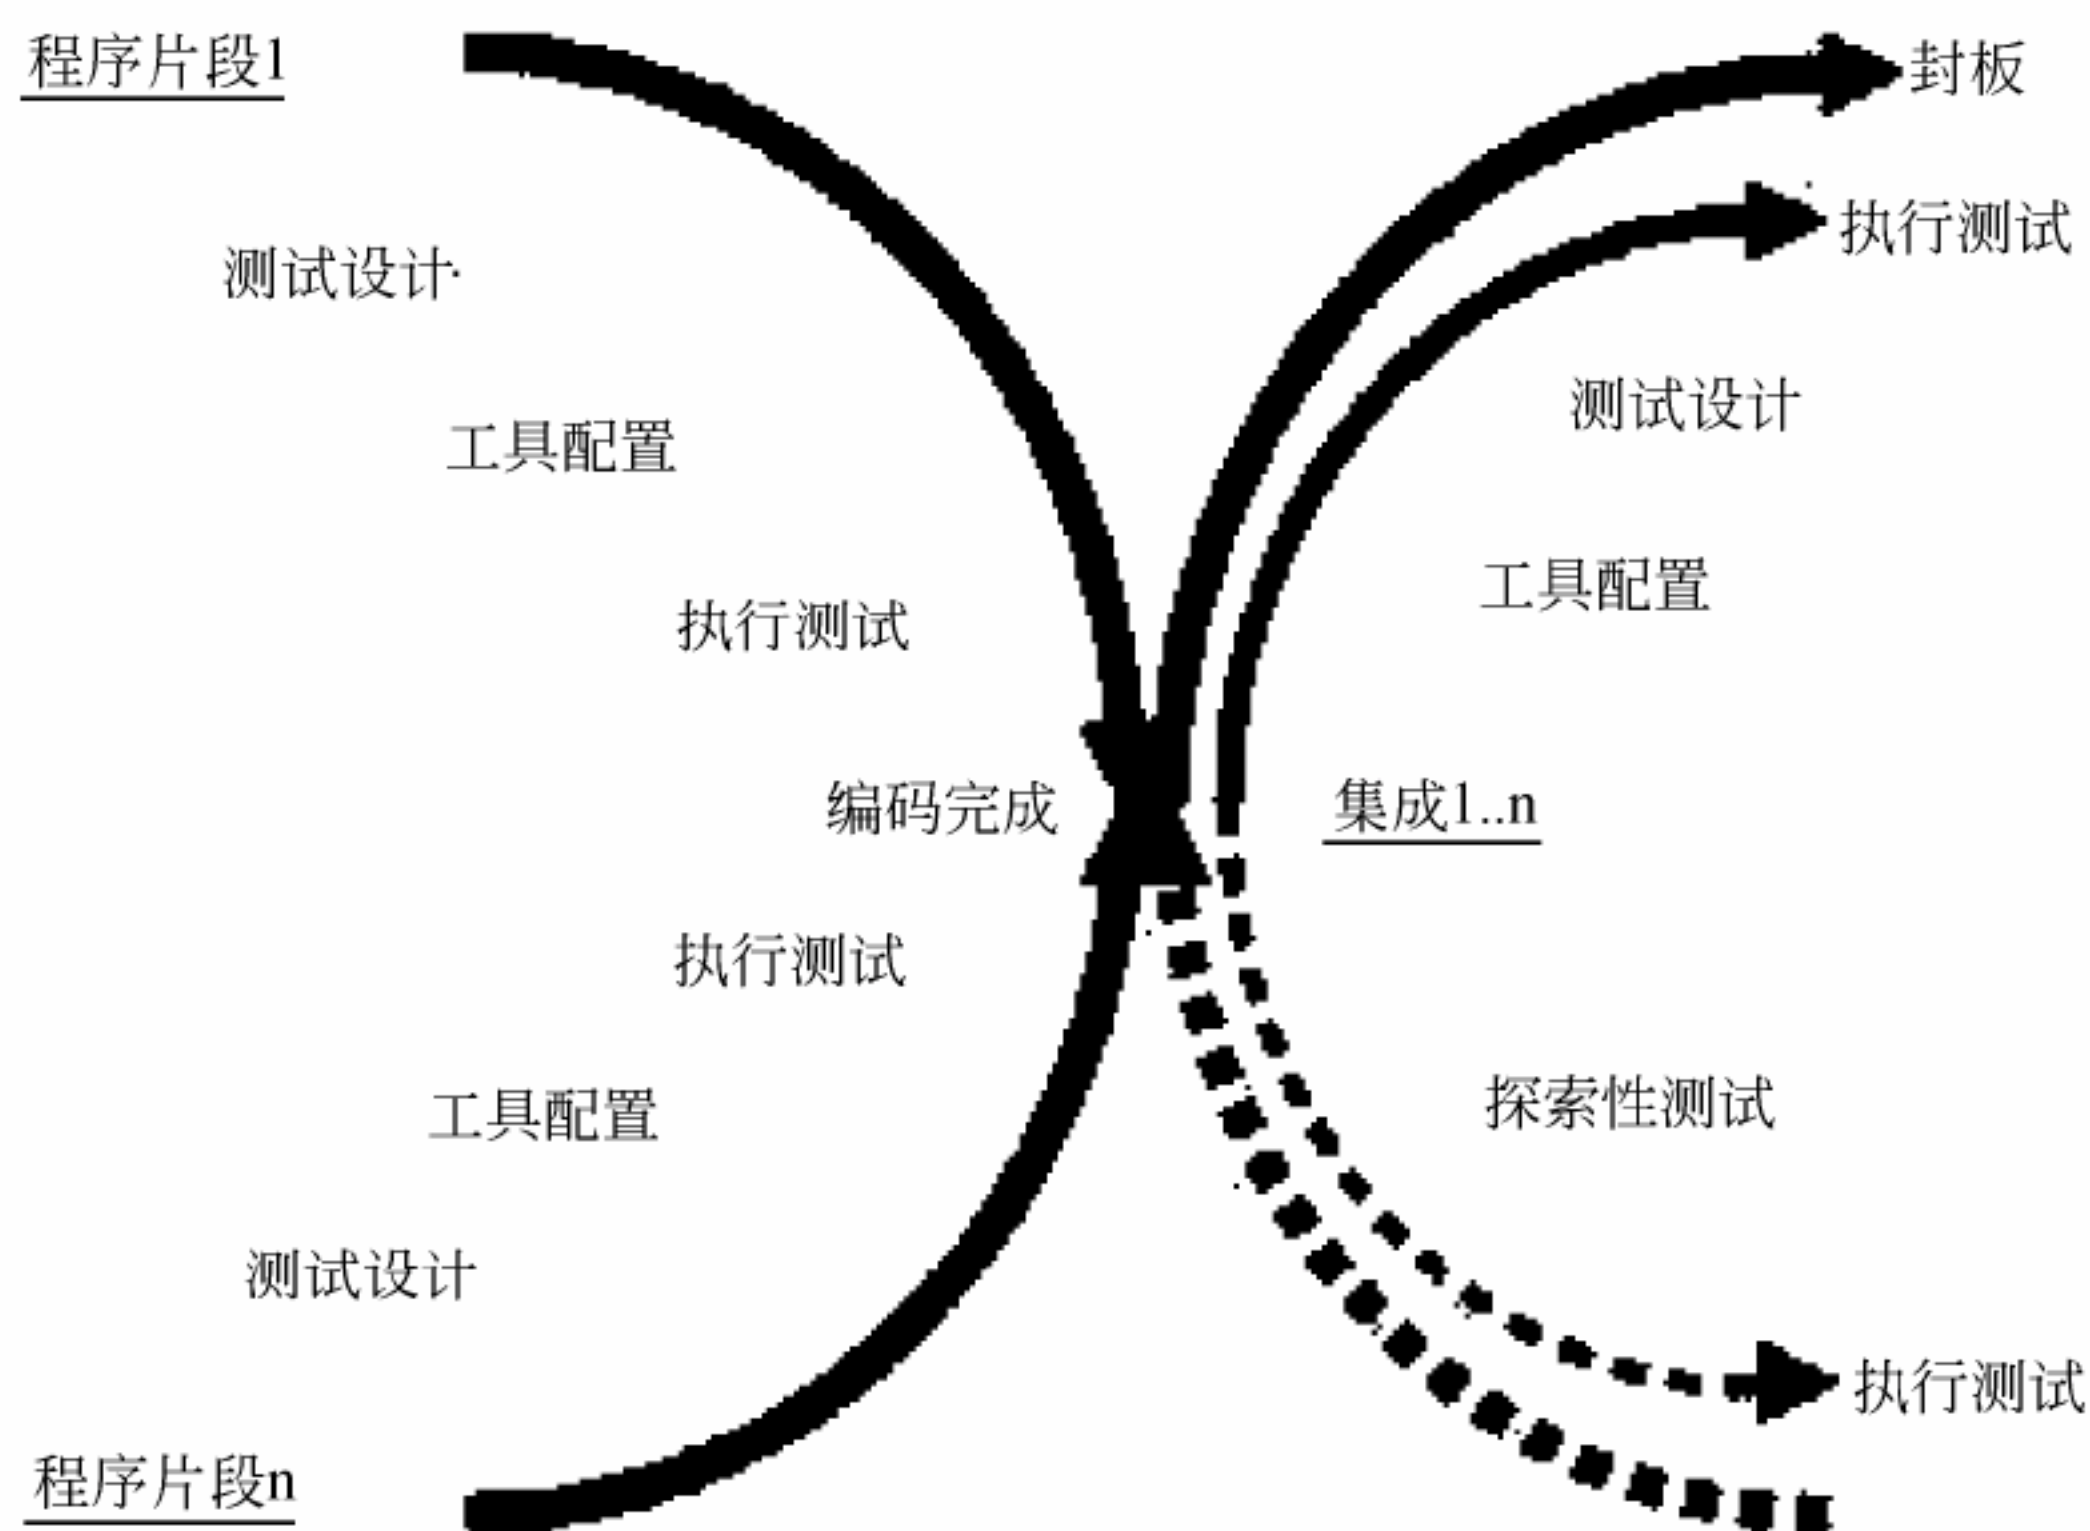 程序片段1
封板
执行测试
测试设计
测试设计
工具配置
工具配置
执行测试
编码完成
集成1..n
执行测试
探索性测试
工具配置
测试设计
执行测试
程序片段n